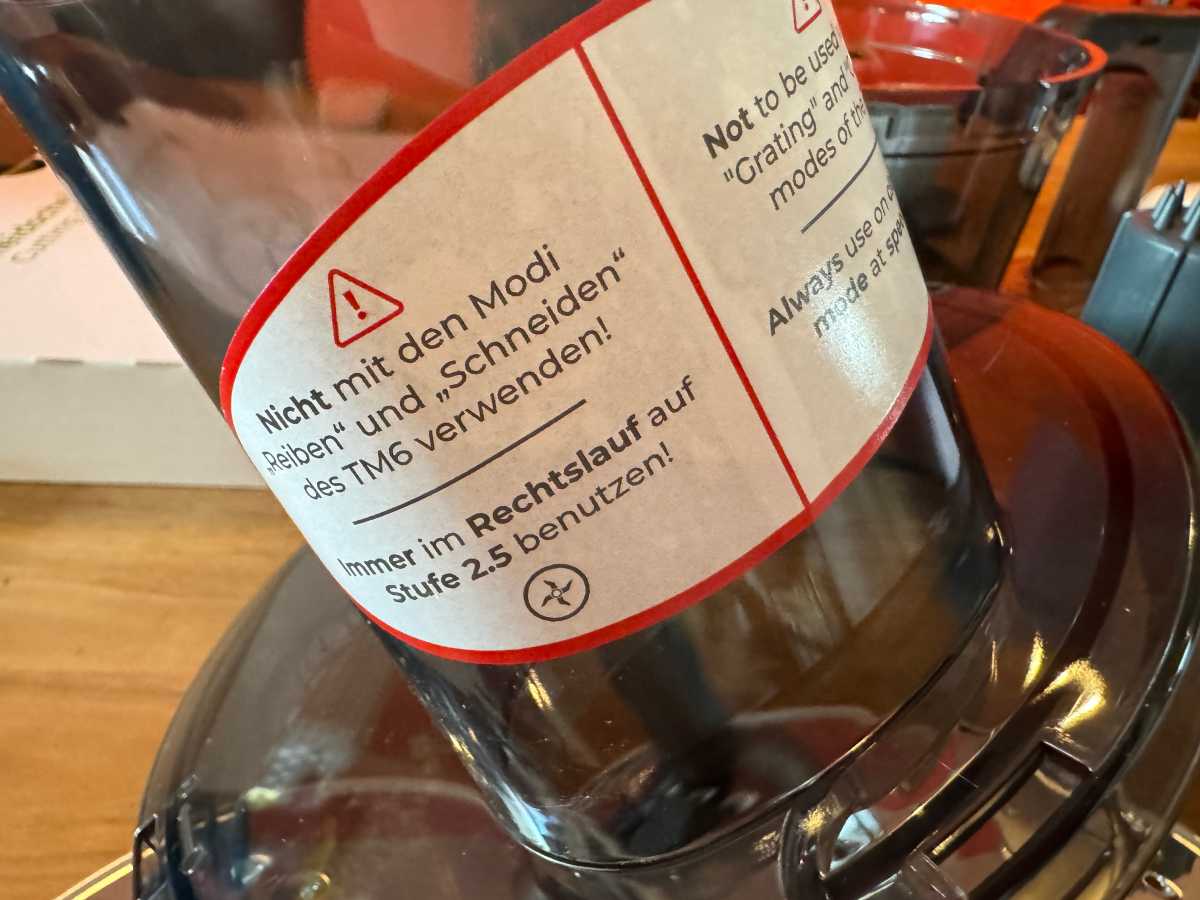 Nicht mit den Modi
„Reiben“ und „Schneiden“
des TM6 verwenden!
Immer im Rechtslauf auf
Stufe 2.5 benutzen!
Not to be used
"Grating" and
modes of the
Always use on
mode at